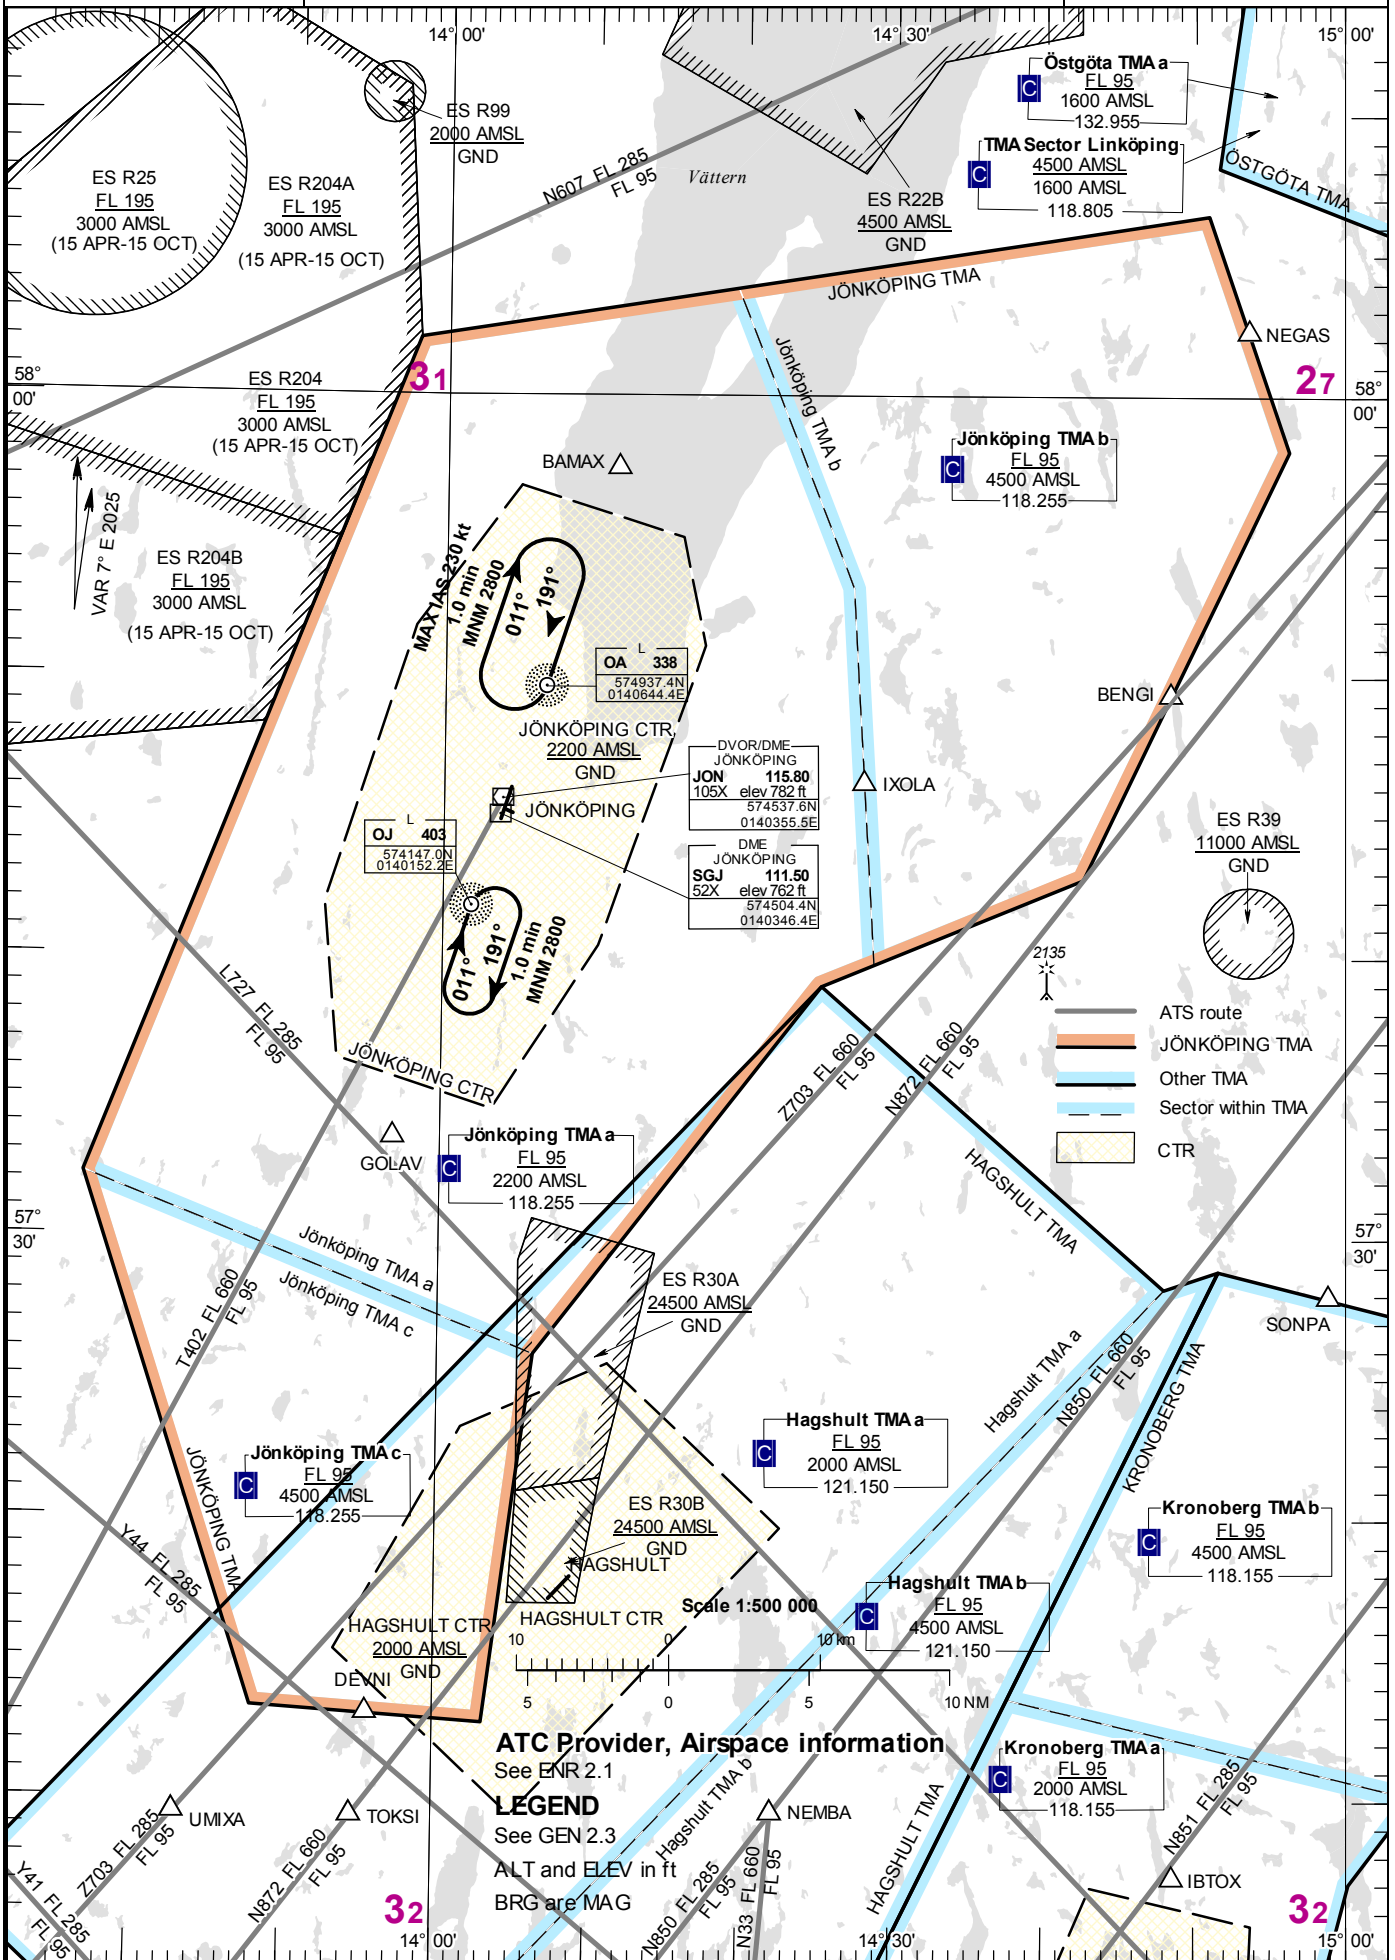 14° 00'
14° 30'
15° 00'
ES R99
2000 AMSL
GND
Östgöta TMA a
FL 95
1600 AMSL
132.955
C
TMA Sector Linköping
4500 AMSL
1600 AMSL
118.805
C
ÖSTGÖTA TMA
ES R25
FL 195
3000 AMSL
(15 APR-15 OCT)
ES R204A
FL 195
3000 AMSL
(15 APR-15 OCT)
N607 FL 285
FL 95
Vättern
ES R22B
4500 AMSL
GND
JÖNKÖPING TMA
NEGAS
58°
00'
31
27
58°
00'
ES R204
FL 195
3000 AMSL
(15 APR-15 OCT)
Jönköping TMA b
Jönköping TMA b
FL 95
4500 AMSL
118.255
C
BAMAX
VAR 7° E 2025
ES R204B
FL 195
3000 AMSL
(15 APR-15 OCT)
MAX IAS 230 kt
1.0 min
MNM 2800
011°
191°
L
OA 338
574937.4N
0140644.4E
BENGI
JÖNKÖPING CTR
2200 AMSL
GND
DVOR/DME
JÖNKÖPING
JON 115.80
105X elev 782 ft
574537.6N
0140355.5E
IXOLA
JÖNKÖPING
L
OJ 403
574147.0N
0140152.2E
DME
JÖNKÖPING
SGJ 111.50
52X elev 762 ft
574504.4N
0140346.4E
ES R39
11000 AMSL
GND
011°
191°
1.0 min
MNM 2800
2135
L727 FL 285
FL 95
JÖNKÖPING CTR
Z703 FL 660
FL 95
N872 FL 660
FL 95
ATS route
JÖNKÖPING TMA
Other TMA
Sector within TMA
CTR
GOLAV
Jönköping TMA a
FL 95
2200 AMSL
118.255
C
HAGSHULT TMA
57°
30'
57°
30'
Jönköping TMA a
Jönköping TMA c
T402 FL 660
FL 95
ES R30A
24500 AMSL
GND
SONPA
Hagshult TMA a
N850 FL 660
FL 95
KRONOBERG TMA
Hagshult TMA a
FL 95
2000 AMSL
121.150
C
Jönköping TMA c
FL 95
4500 AMSL
118.255
C
JÖNKÖPING TMA
Y44 FL 285
FL 95
ES R30B
24500 AMSL
GND
HAGSHULT
Kronoberg TMA b
FL 95
4500 AMSL
118.155
C
Hagshult TMA b
FL 95
4500 AMSL
121.150
C
HAGSHULT CTR
2000 AMSL
GND
HAGSHULT CTR
Scale 1:500 000
10 0 10 km
5 0 5 10 NM
DEVNI
ATC Provider, Airspace information
See ENR 2.1
LEGEND
See GEN 2.3
ALT and ELEV in ft
BRG are MAG
Kronoberg TMA a
FL 95
2000 AMSL
118.155
C
Hagshult TMA b
HAGSHULT TMA
N851 FL 285
FL 95
UMIXA
TOKSI
NEMBA
IBTOX
Z703 FL 285
FL 95
N872 FL 660
FL 95
Y41 FL 285
FL 95
N850 FL 285
FL 95
N33 FL 660
FL 95
32
32
14° 00'
14° 30'
15° 00'